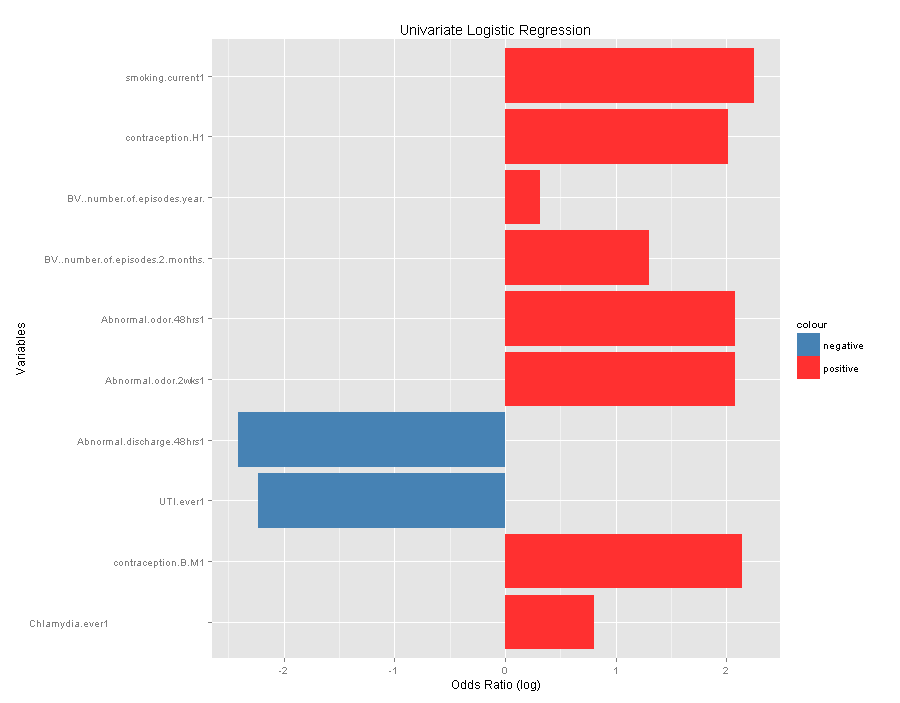 Univariate Logistic Regression
smoking.current1
contraception.H1
BV..number.of.episodes.year.
BV..number.of.episodes.2.months.
Abnormal.odor.48hrs1
Abnormal.odor.2wks1
Abnormal.discharge.48hrs1
UTI.ever1
contraception.B.M1
Chlamydia.ever1
Variables
-2 -1 0 1 2
Odds Ratio (log)
colour
negative
positive